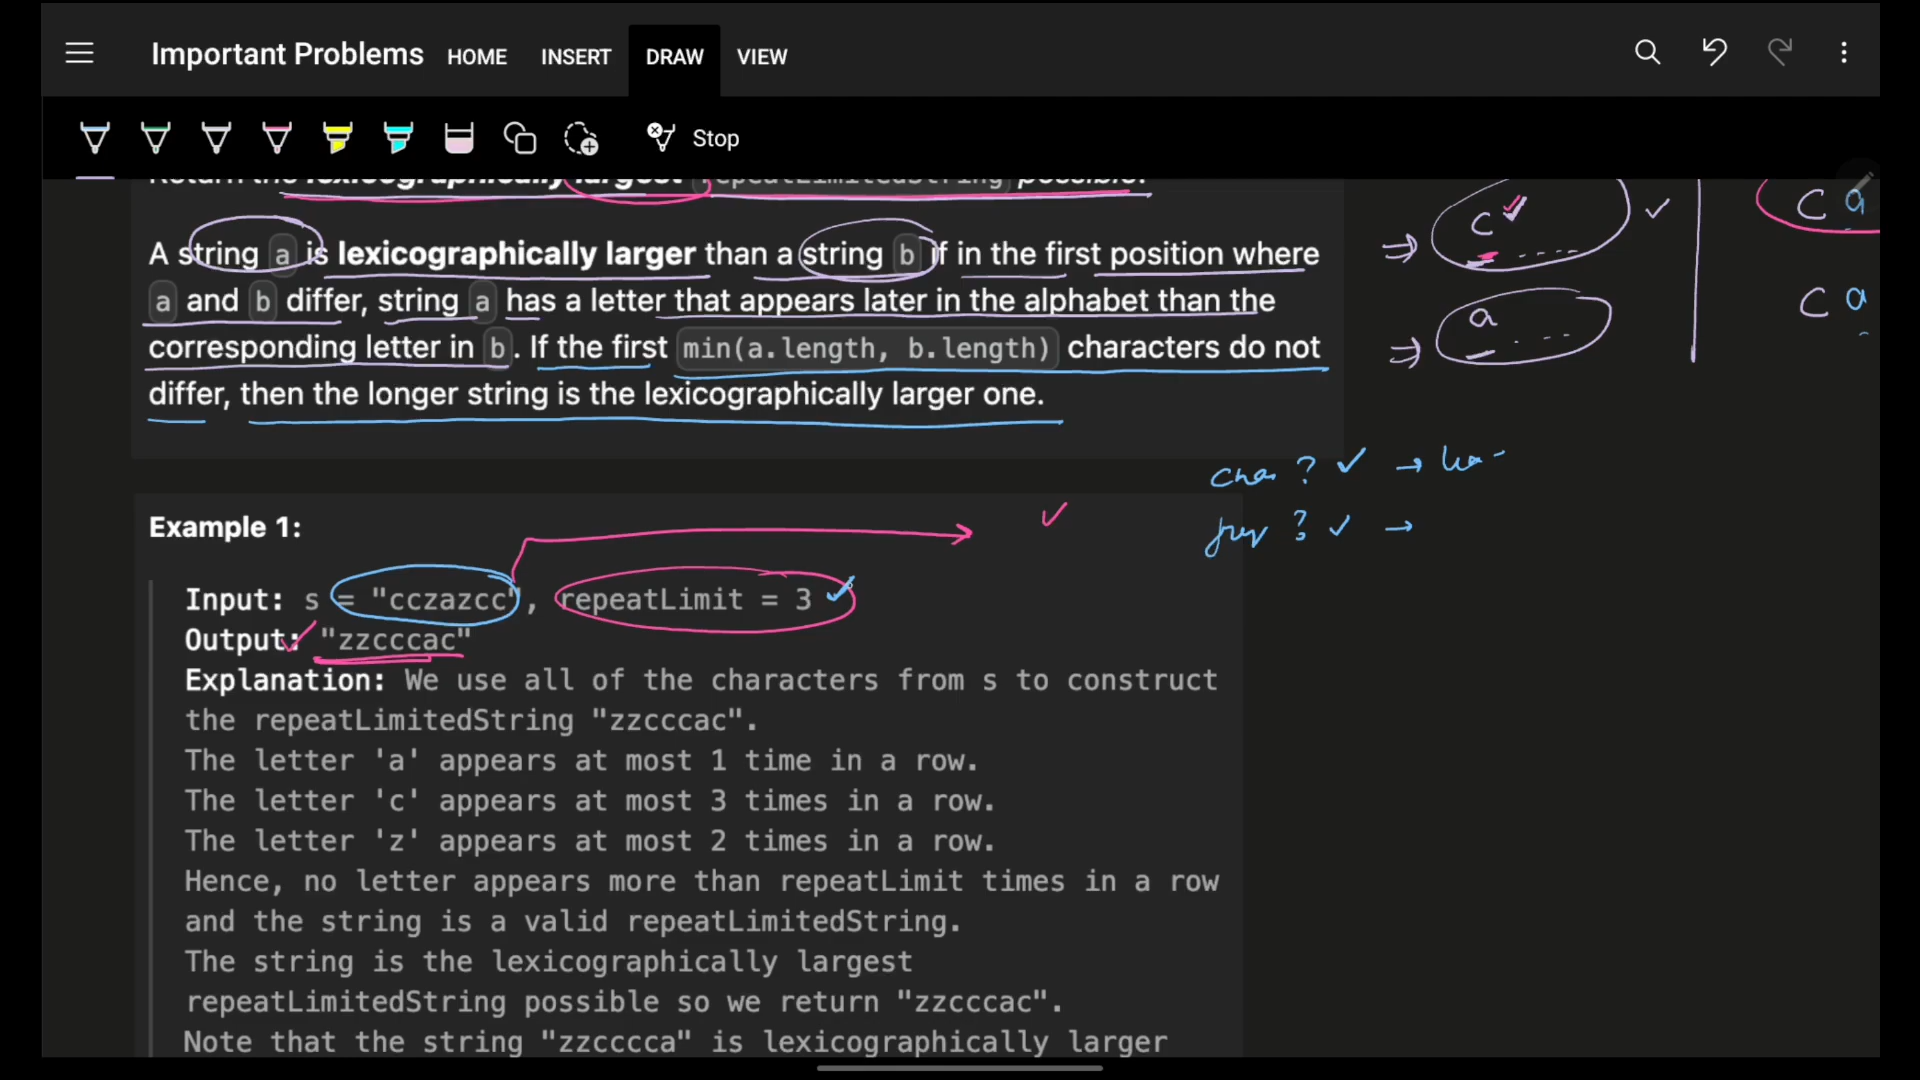 Important Problems HOME INSERT DRAW VIEW
Stop
Return the lexicographically largest repeatLimitedString possible.
A string a is lexicographically larger than a string b if in the first position where
a and b differ, string a has a letter that appears later in the alphabet than the
corresponding letter in b. If the first min(a.length, b.length) characters do not
differ, then the longer string is the lexicographically larger one.
c
a
c a
c a
?
?
Example 1:
Input: s = "cczazcc", repeatLimit = 3
Output: "zzcccac"
Explanation: We use all of the characters from s to construct
the repeatLimitedString "zzcccac".
The letter 'a' appears at most 1 time in a row.
The letter 'c' appears at most 3 times in a row.
The letter 'z' appears at most 2 times in a row.
Hence, no letter appears more than repeatLimit times in a row
and the string is a valid repeatLimitedString.
The string is the lexicographically largest
repeatLimitedString possible so we return "zzcccac".
Note that the string "zzcccca" is lexicographically larger